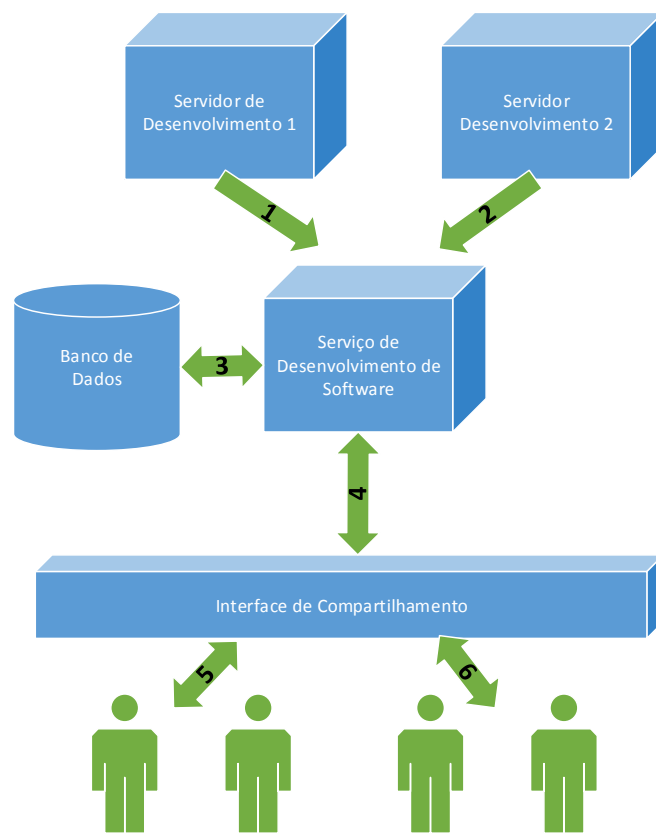 Servidor de
Desenvolvimento 1
Servidor
Desenvolvimento 2
1
2
Banco de
Dados
3
Serviço de
Desenvolvimento de
Software
4
Interface de Compartilhamento
5
6